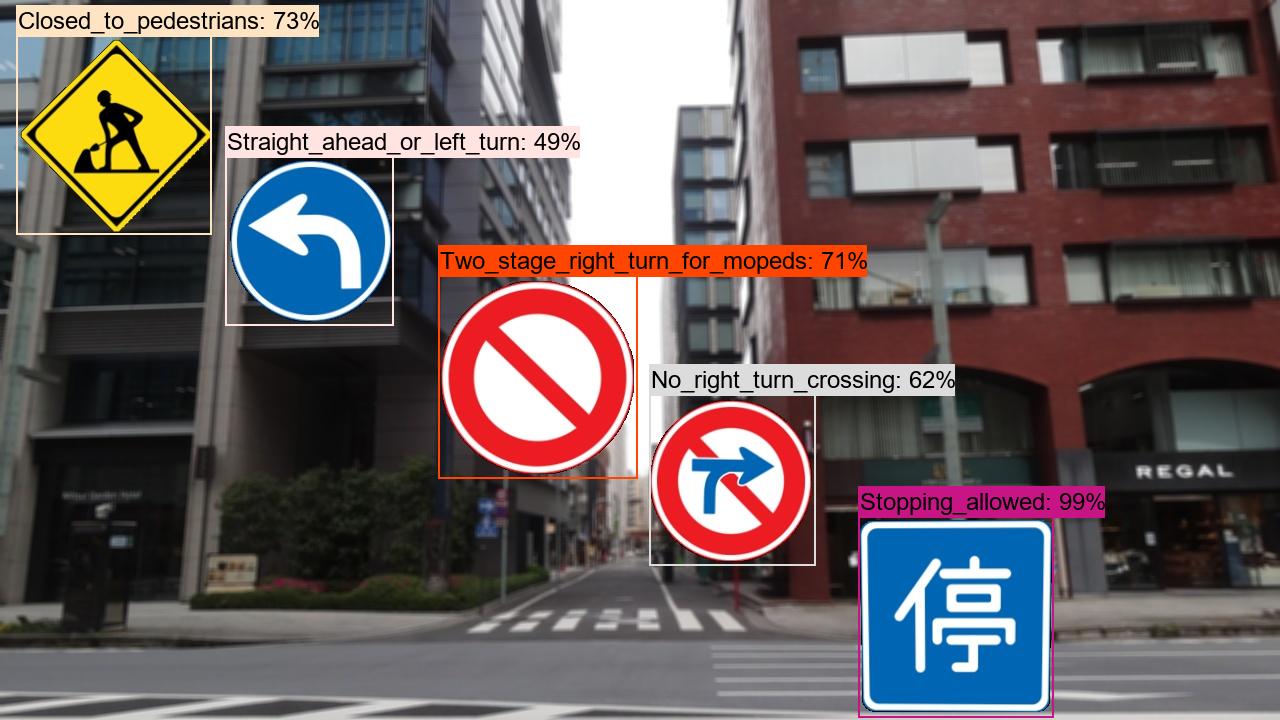 Closed_to_pedestrians: 73%
Straight_ahead_or_left_turn: 49%
Two_stage_right_turn_for_mopeds: 71%
No_right_turn_crossing: 62%
REGAL
Stopping_allowed: 99%
停